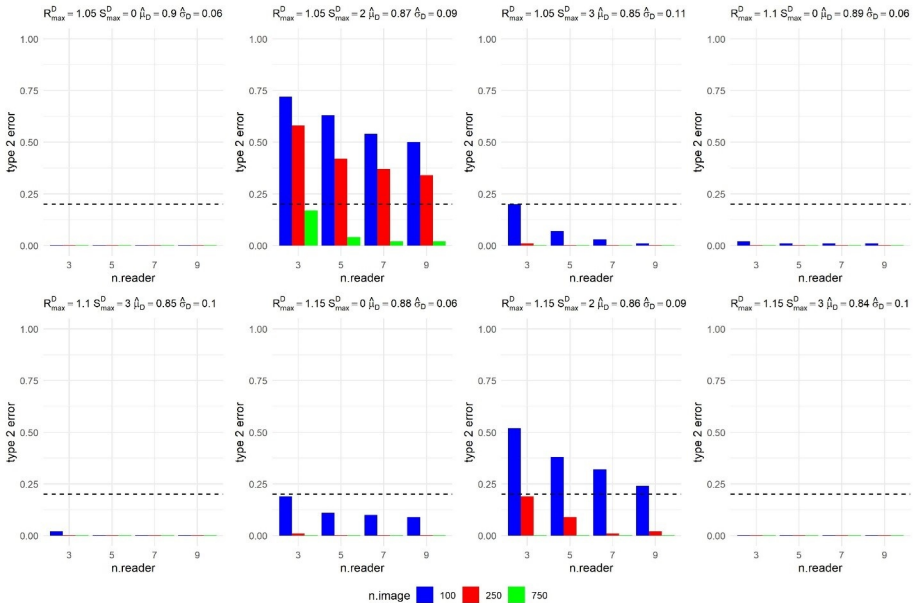 R^D_max = 1.05 S^D_max = 0 μ̂_D = 0.9 σ̂_D = 0.06
R^D_max = 1.05 S^D_max = 2 μ̂_D = 0.87 σ̂_D = 0.09
R^D_max = 1.05 S^D_max = 3 μ̂_D = 0.85 σ̂_D = 0.11
R^D_max = 1.1 S^D_max = 0 μ̂_D = 0.89 σ̂_D = 0.06
1.00 1.00 1.00 1.00
0.75 0.75 0.75 0.75
type 2 error type 2 error type 2 error type 2 error
0.50 0.50 0.50 0.50
0.25 0.25 0.25 0.25
0.00 0.00 0.00 0.00
3 5 7 9 3 5 7 9 3 5 7 9 3 5 7 9
n.reader n.reader n.reader n.reader
R^D_max = 1.1 S^D_max = 3 μ̂_D = 0.85 σ̂_D = 0.1
R^D_max = 1.15 S^D_max = 0 μ̂_D = 0.88 σ̂_D = 0.06
R^D_max = 1.15 S^D_max = 2 μ̂_D = 0.86 σ̂_D = 0.09
R^D_max = 1.15 S^D_max = 3 μ̂_D = 0.84 σ̂_D = 0.1
1.00 1.00 1.00 1.00
0.75 0.75 0.75 0.75
type 2 error type 2 error type 2 error type 2 error
0.50 0.50 0.50 0.50
0.25 0.25 0.25 0.25
0.00 0.00 0.00 0.00
3 5 7 9 3 5 7 9 3 5 7 9 3 5 7 9
n.reader n.reader n.reader n.reader
n.image 100 250 750